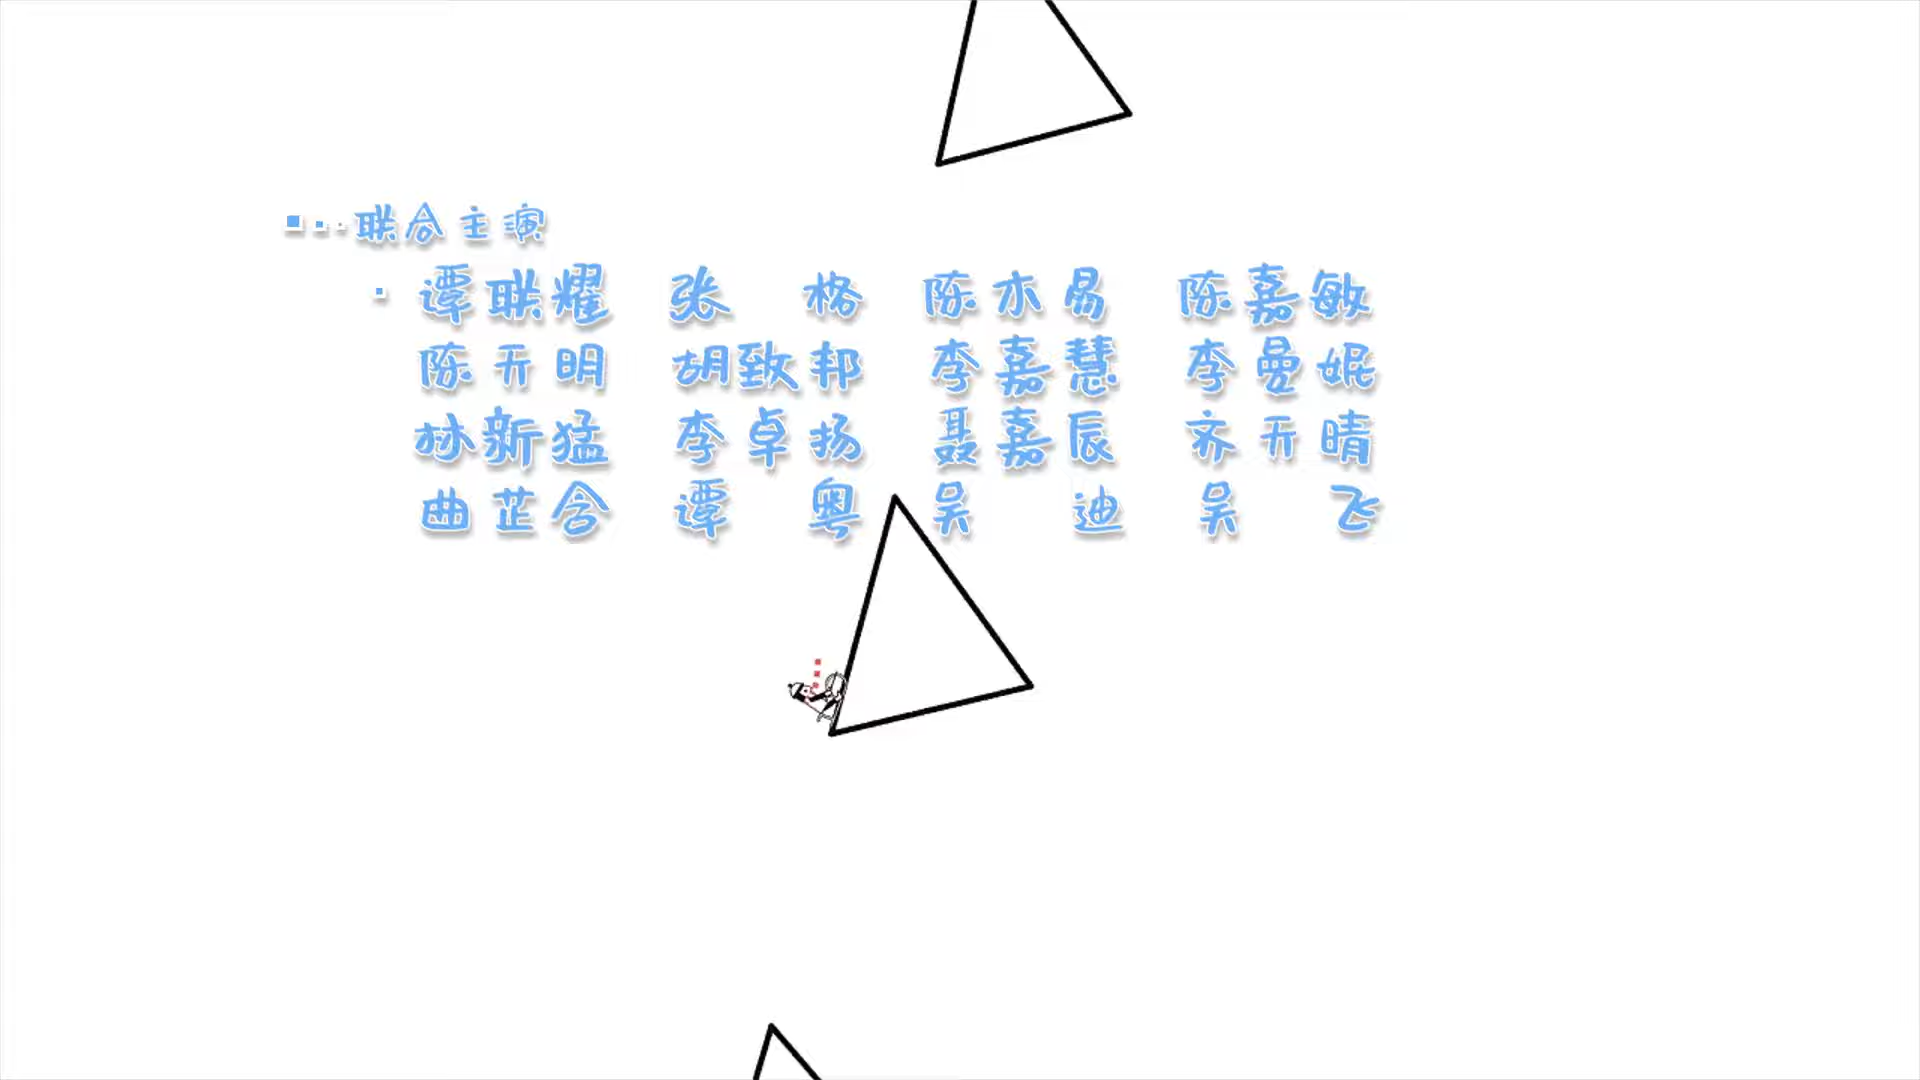 联合主演
谭联耀 张格 陈木易 陈嘉敏
陈天明 胡致邦 李嘉慧 李曼妮
林新猛 李卓扬 聂嘉辰 齐天晴
曲芷含 谭粤 吴迪 吴飞